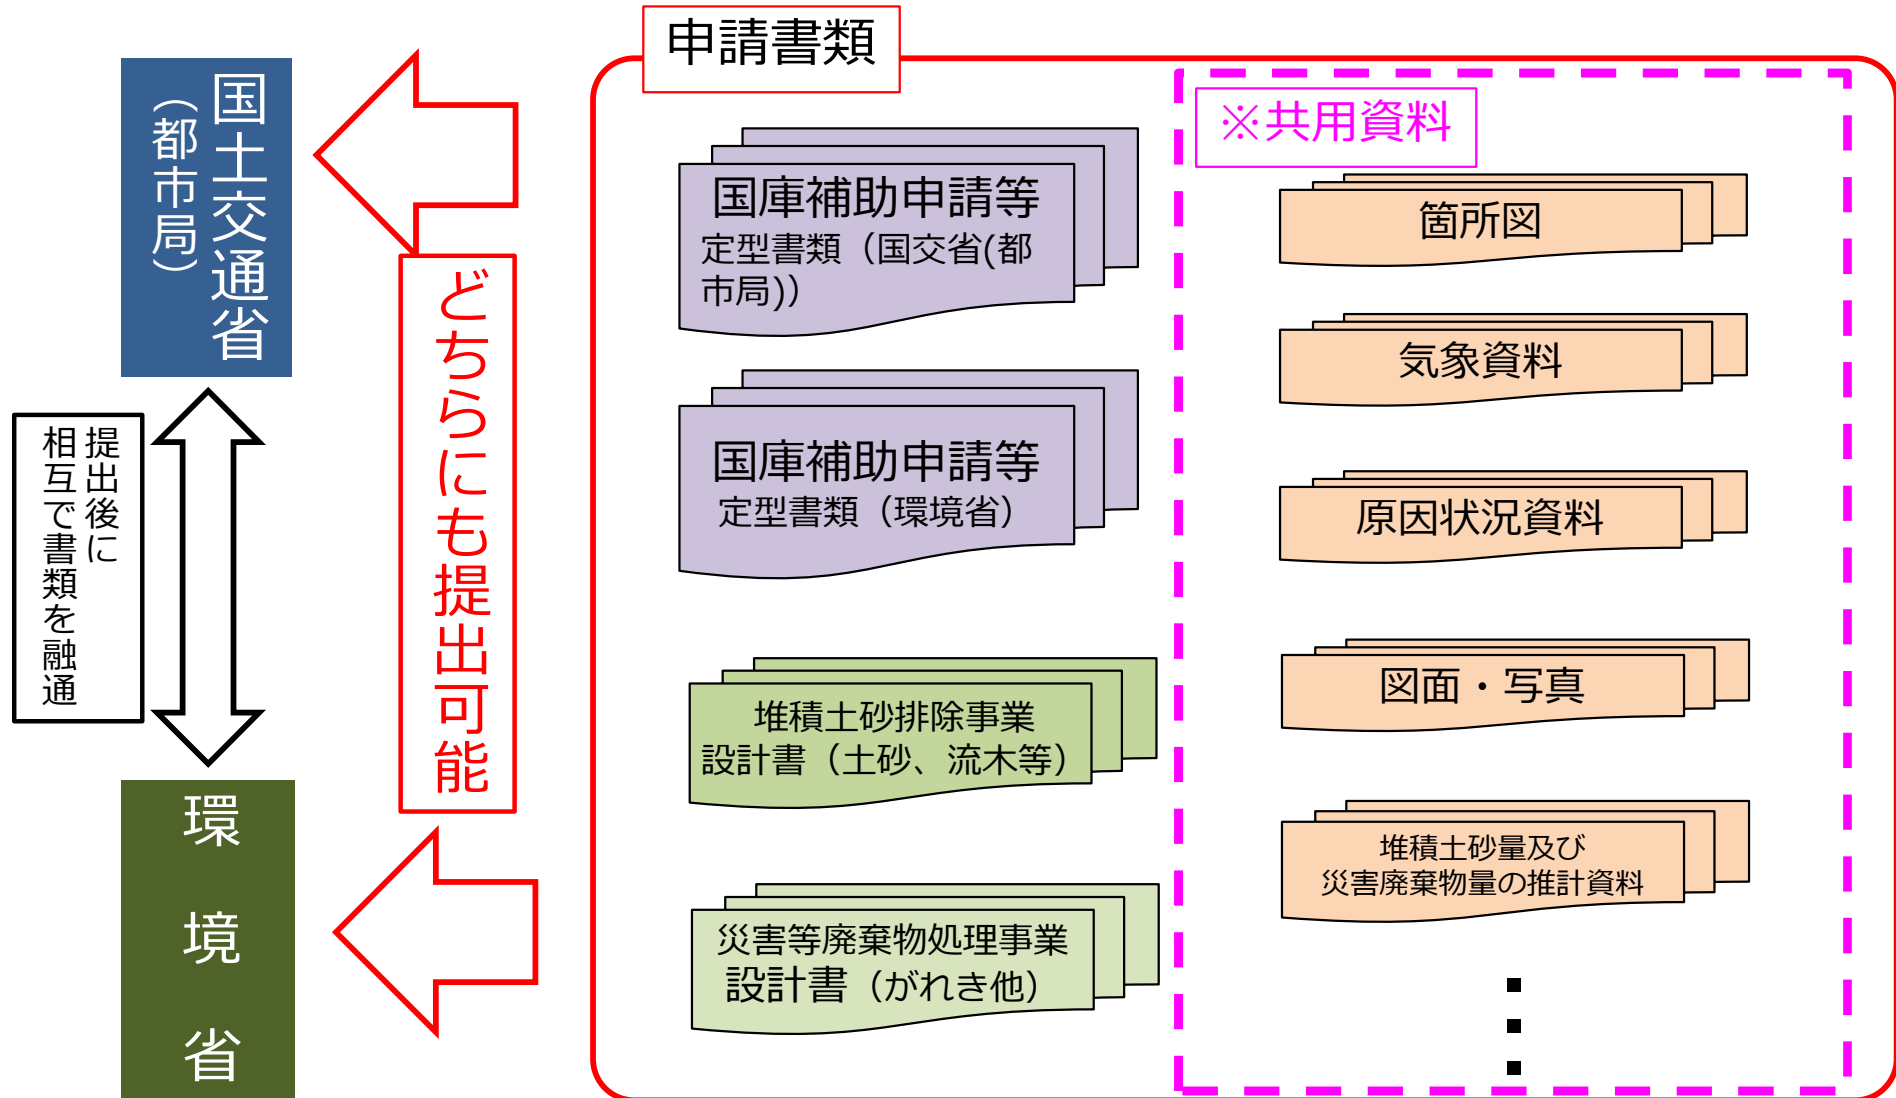 申請書類
国土交通省
（都市局）
提出後に
相互で書類を融通
環境省
どちらにも提出可能
国庫補助申請等
定型書類（国交省(都
市局)）
国庫補助申請等
定型書類（環境省）
堆積土砂排除事業
設計書（土砂、流木等）
災害等廃棄物処理事業
設計書（がれき他）
※共用資料
箇所図
気象資料
原因状況資料
図面・写真
堆積土砂量及び
災害廃棄物量の推計資料